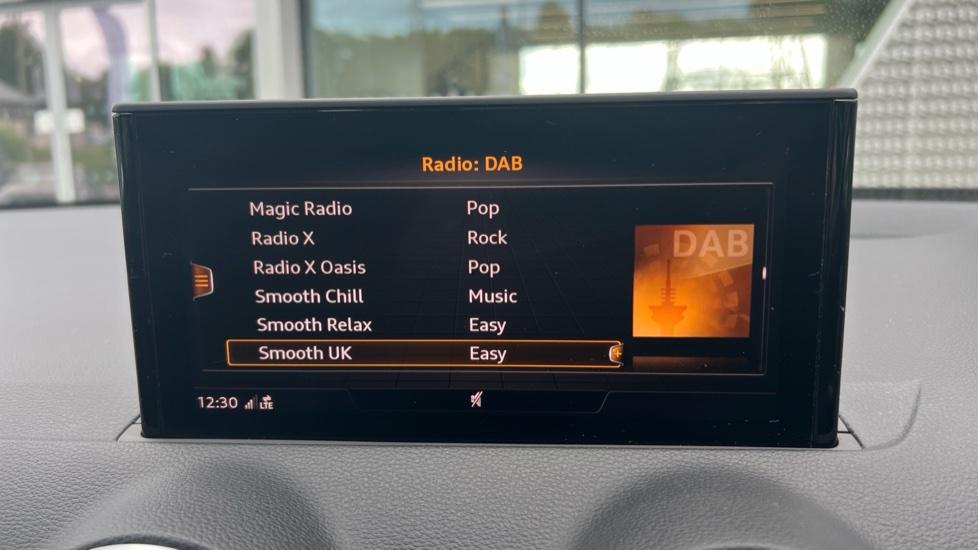 Radio: DAB
Magic Radio Pop
Radio X Rock
Radio X Oasis Pop
Smooth Chill Music
Smooth Relax Easy
Smooth UK Easy
DAB
12:30 LTE